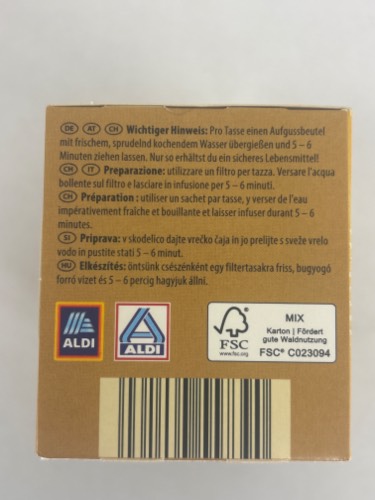 DE AT CH Wichtiger Hinweis: Pro Tasse einen Aufgussbeutel
mit frischem, sprudelnd kochendem Wasser übergießen und 5 – 6
Minuten ziehen lassen. Nur so erhältst du ein sicheres Lebensmittel!
CH IT Preparazione: utilizzare un filtro per tazza. Versare l'acqua
bollente sul filtro e lasciare in infusione per 5 – 6 minuti.
CH Préparation : utiliser un sachet par tasse, y verser de l'eau
impérativement fraîche et bouillante et laisser infuser durant 5 – 6
minutes.
SI Priprava: v skodelico dajte vrečko čaja in jo prelijte s svežo vrelo
vodo in pustite stati 5 – 6 minut.
HU Elkészítés: öntsünk csészénként egy filtertasakra friss, bugyogó
forró vizet és 5 – 6 percig hagyjuk állni.
ALDI
ALDI
FSC
www.fsc.org
MIX
Karton | Fördert
gute Waldnutzung
FSC® C023094